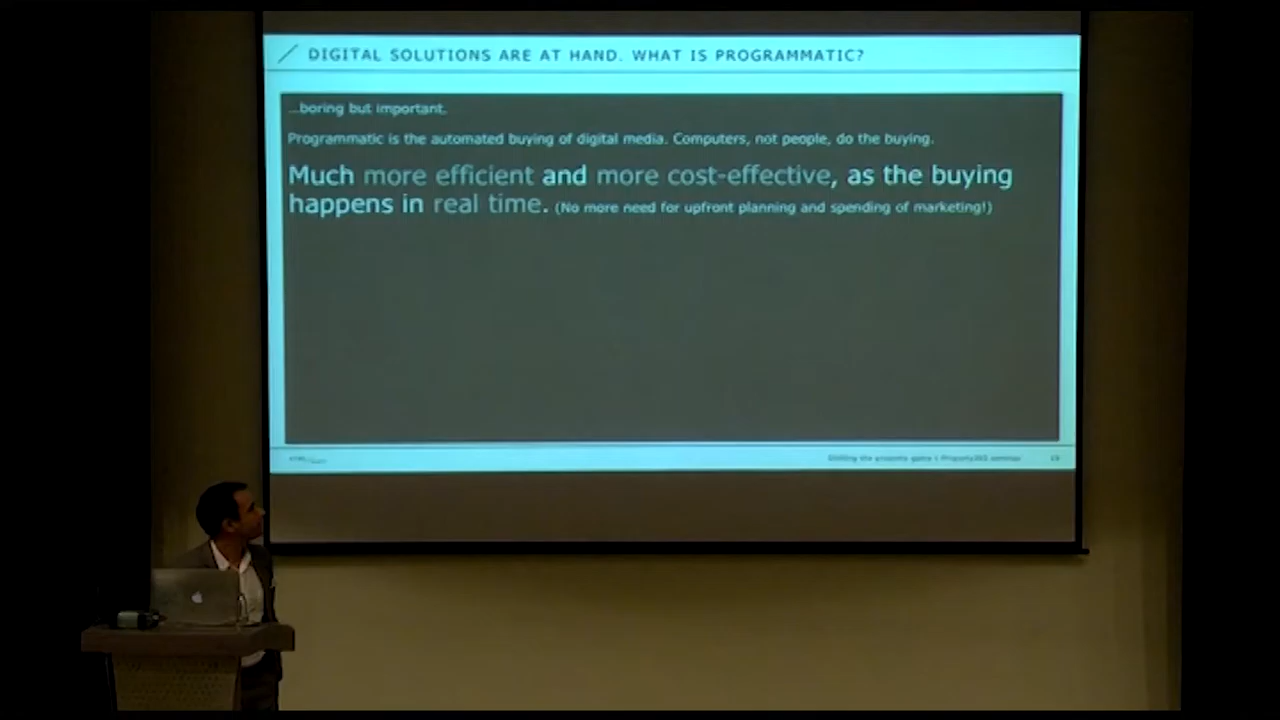 DIGITAL SOLUTIONS ARE AT HAND. WHAT IS PROGRAMMATIC?
...boring but important.
Programmatic is the automated buying of digital media. Computers, not people, do the buying.
Much more efficient and more cost-effective, as the buying
happens in real time. (No more need for upfront planning and spending of marketing!)